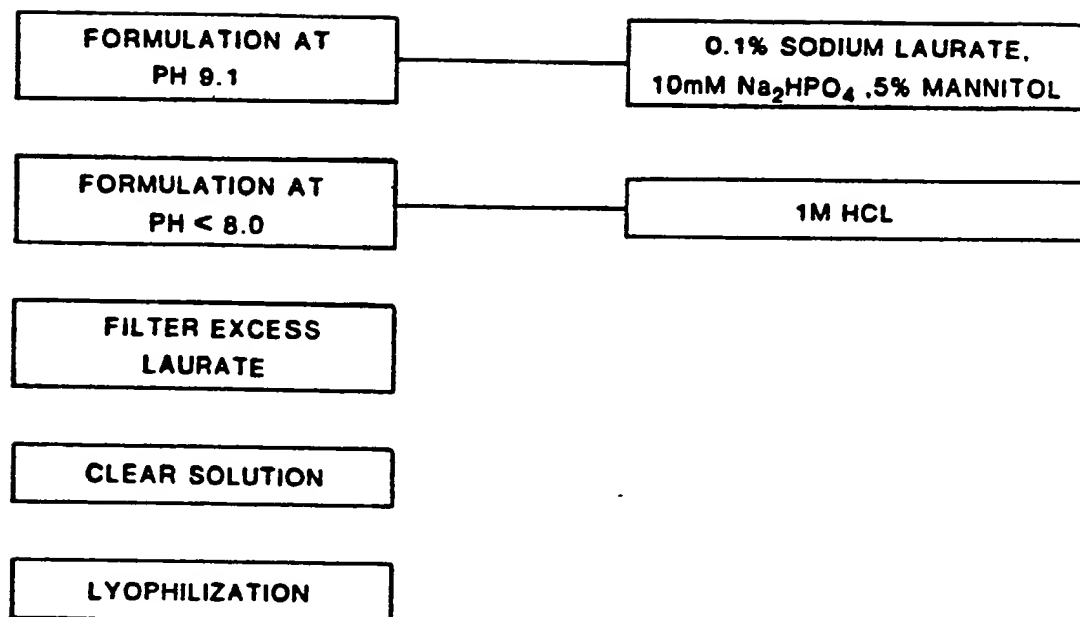 FORMULATION AT
PH 9.1
0.1% SODIUM LAURATE,
10mM Na₂HPO₄ .5% MANNITOL
FORMULATION AT
PH < 8.0
1M HCL
FILTER EXCESS
LAURATE
CLEAR SOLUTION
LYOPHILIZATION